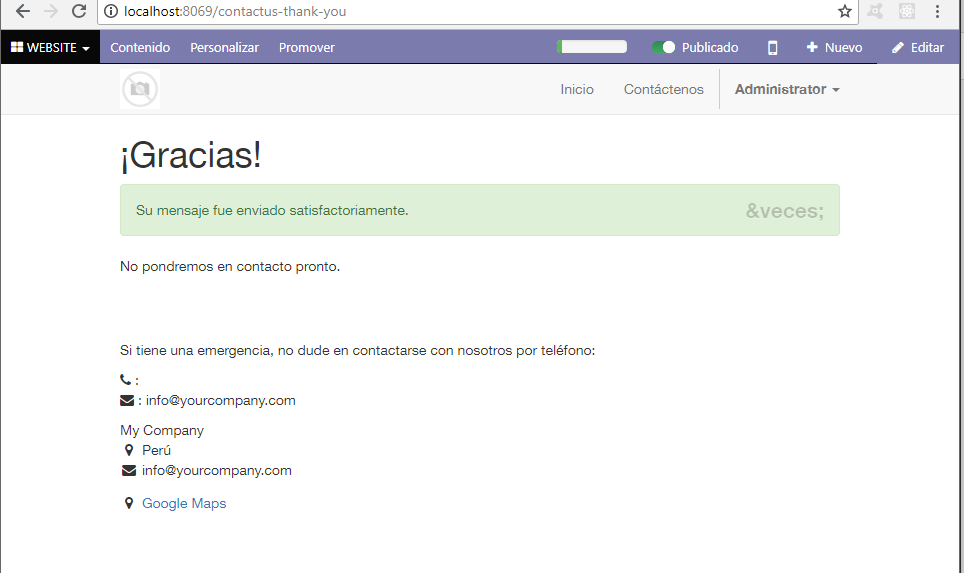 localhost:8069/contactus-thank-you
WEBSITE Contenido Personalizar Promover Publicado Nuevo Editar
Inicio Contáctenos Administrator
¡Gracias!
Su mensaje fue enviado satisfactoriamente. &veces;
No pondremos en contacto pronto.
Si tiene una emergencia, no dude en contactarse con nosotros por teléfono:
:
: info@yourcompany.com
My Company
Perú
info@yourcompany.com
Google Maps